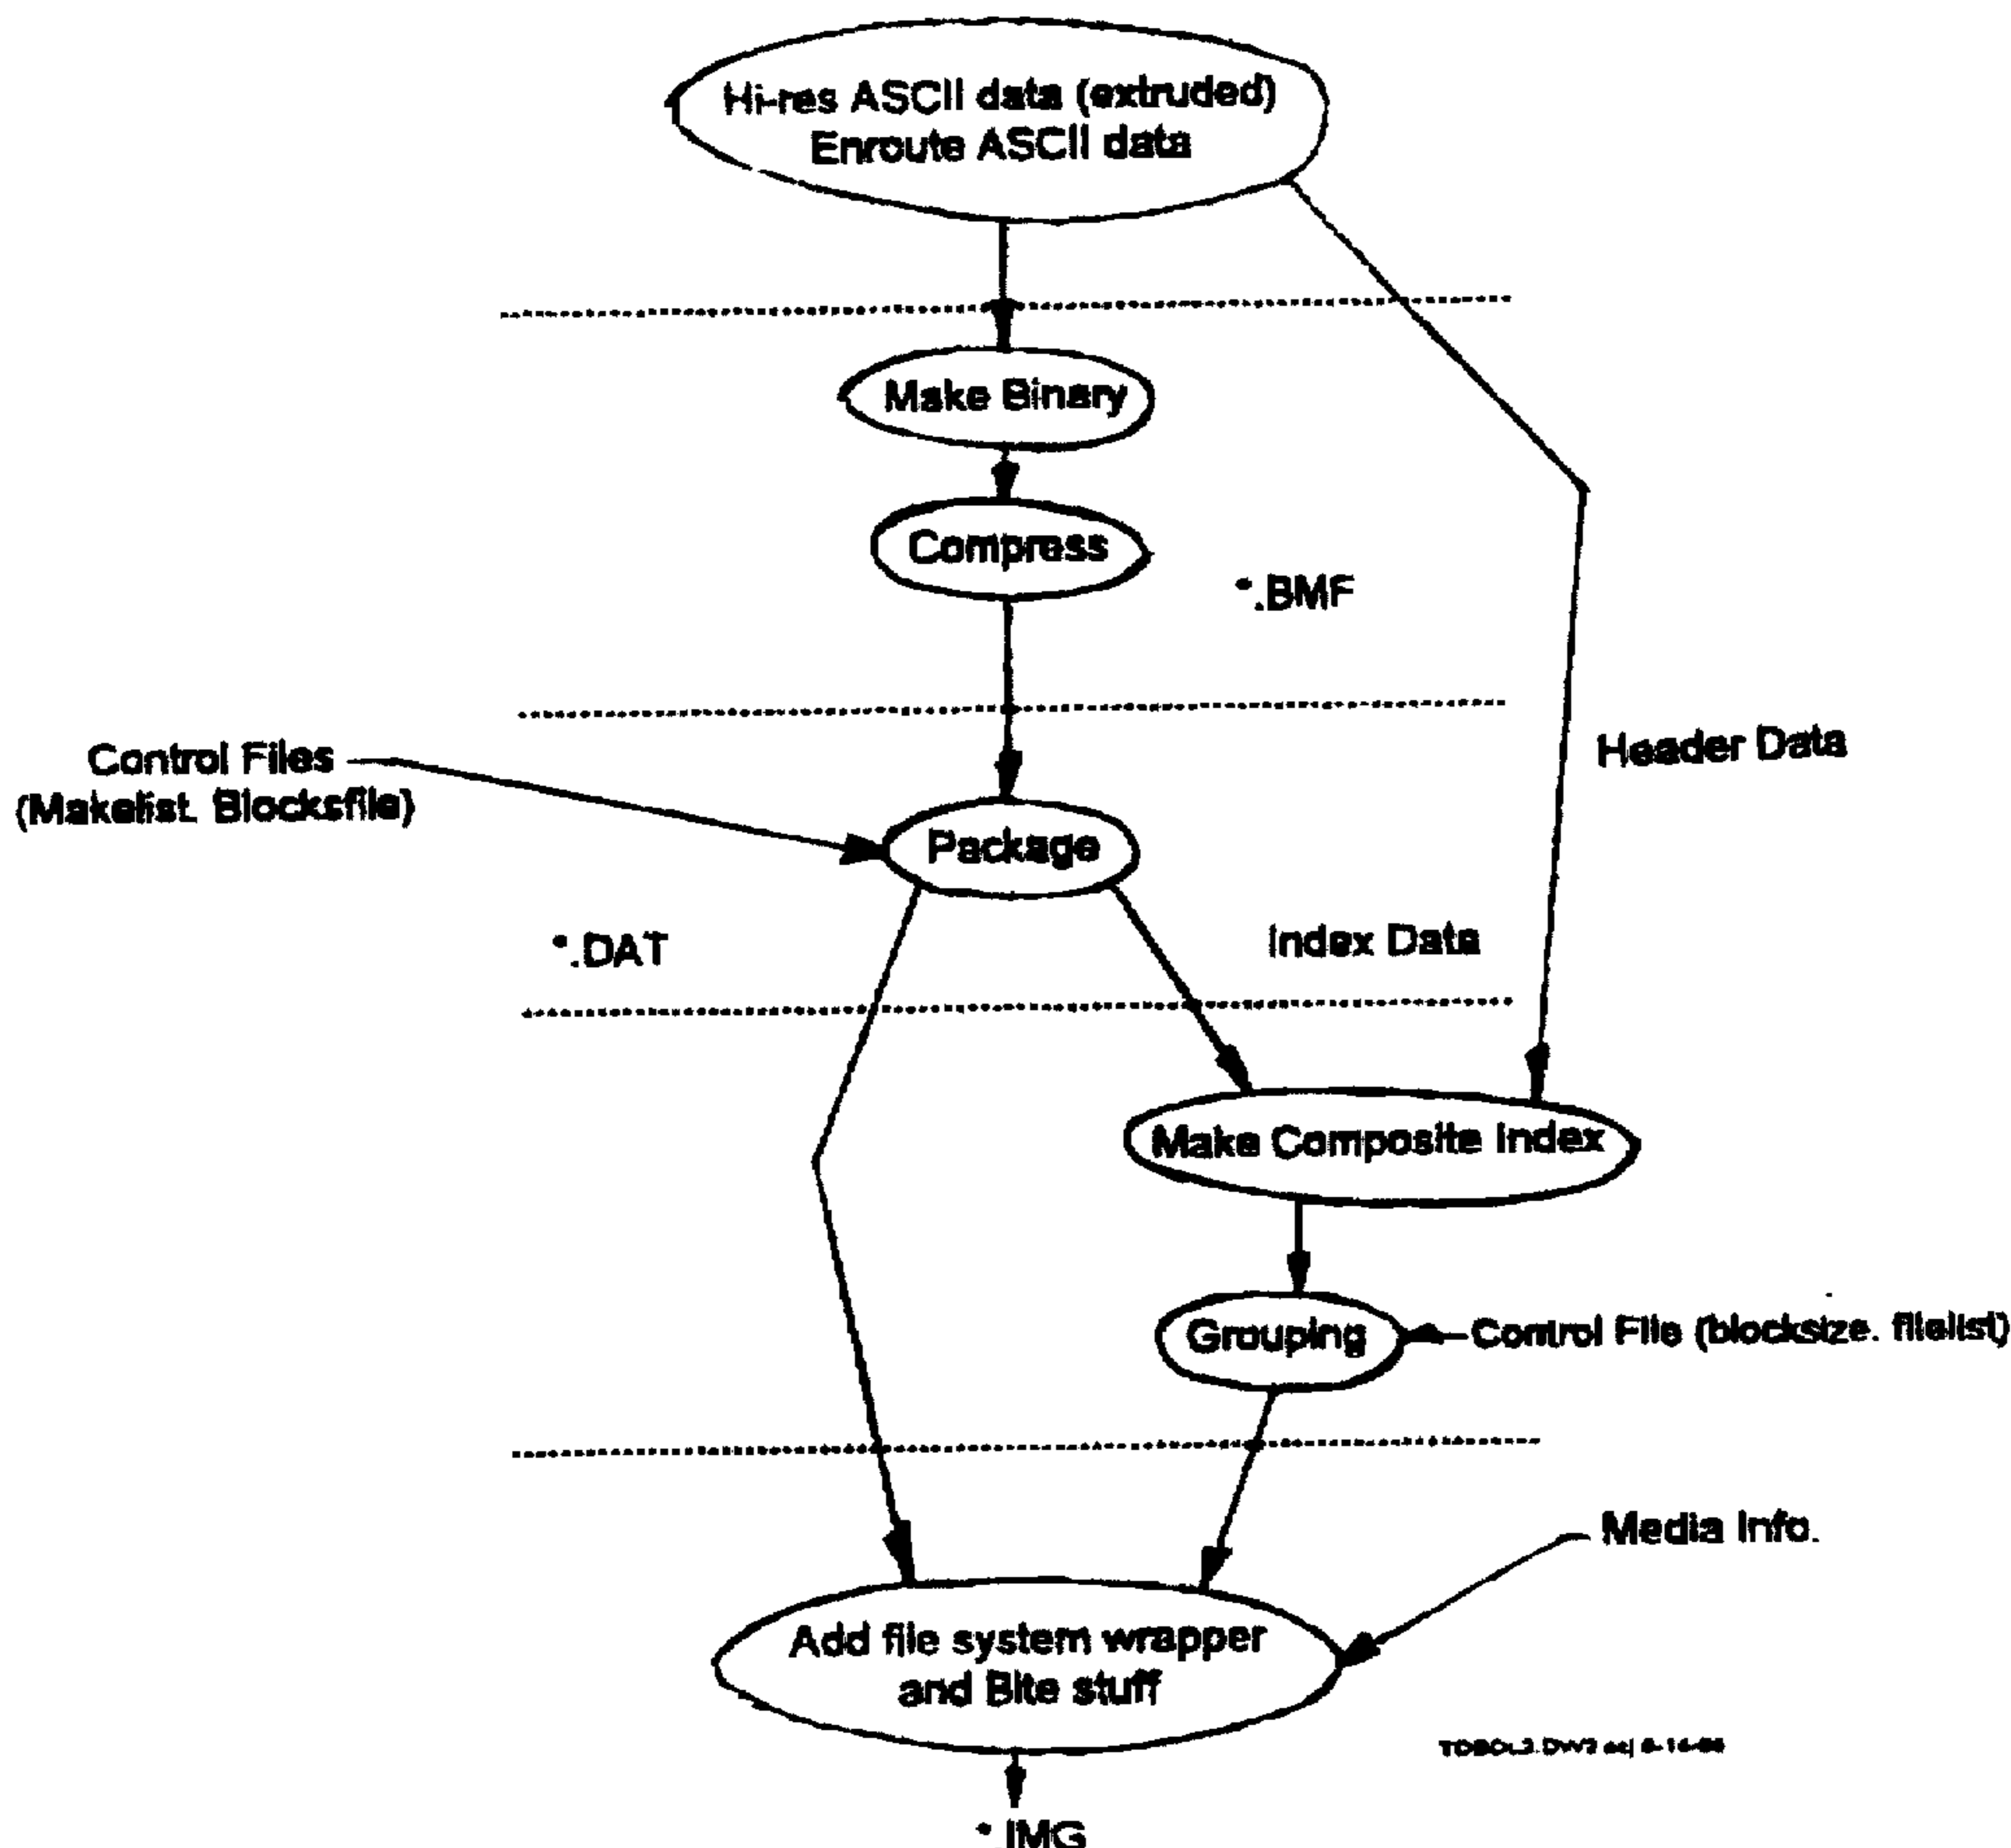 Hi-res ASCII data (extruded)
Enroute ASCII data
Make Binary
Compress
*.BMF
Control Files
(Makelist. Blocksfile)
Header Data
Package
*.DAT
Index Data
Make Composite Index
Grouping
Control File (blocksize. filelist)
Media Info.
Add file system wrapper
and Bite stuff
*.IMG